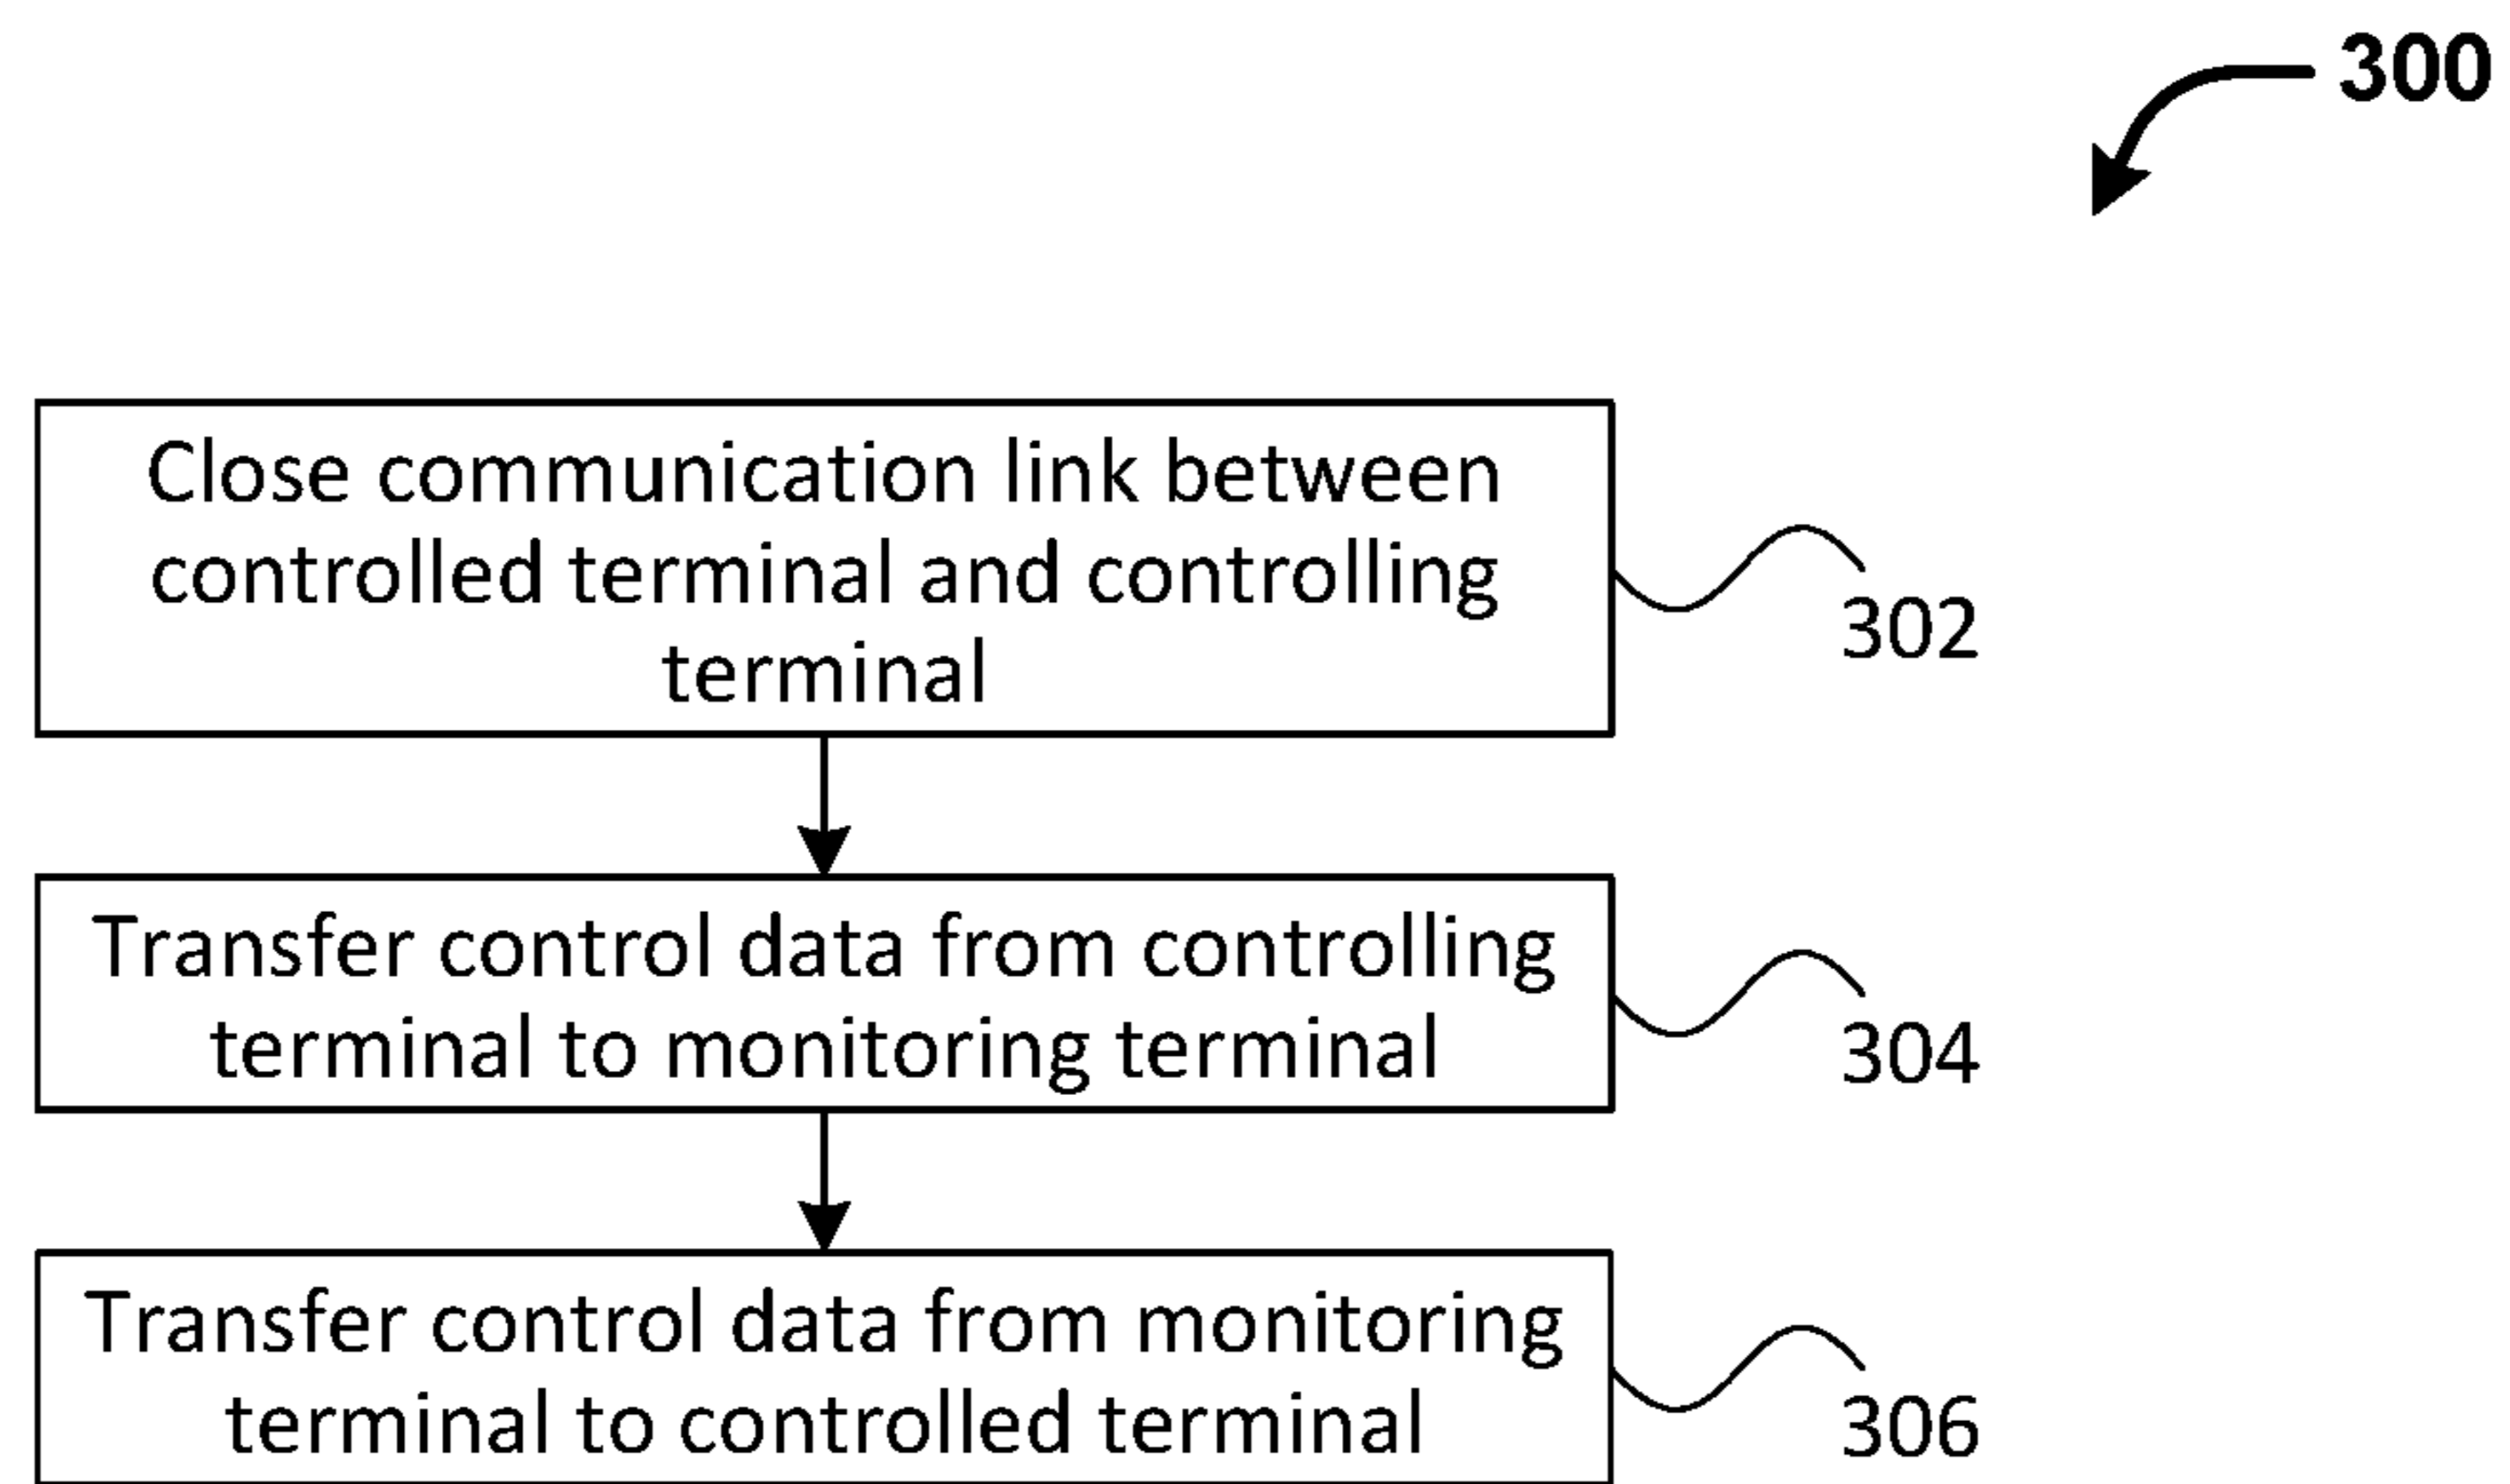 300
Close communication link between
controlled terminal and controlling
terminal
302
Transfer control data from controlling
terminal to monitoring terminal
304
Transfer control data from monitoring
terminal to controlled terminal
306